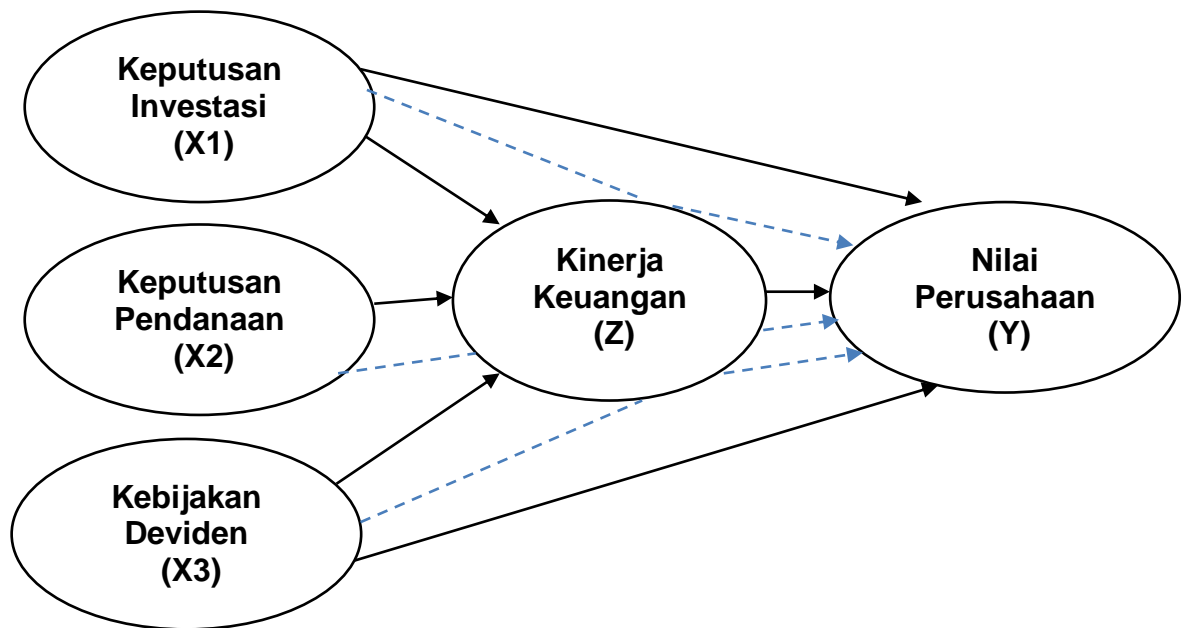 Keputusan
Investasi
(X1)
Keputusan
Pendanaan
(X2)
Kebijakan
Deviden
(X3)
Kinerja
Keuangan
(Z)
Nilai
Perusahaan
(Y)